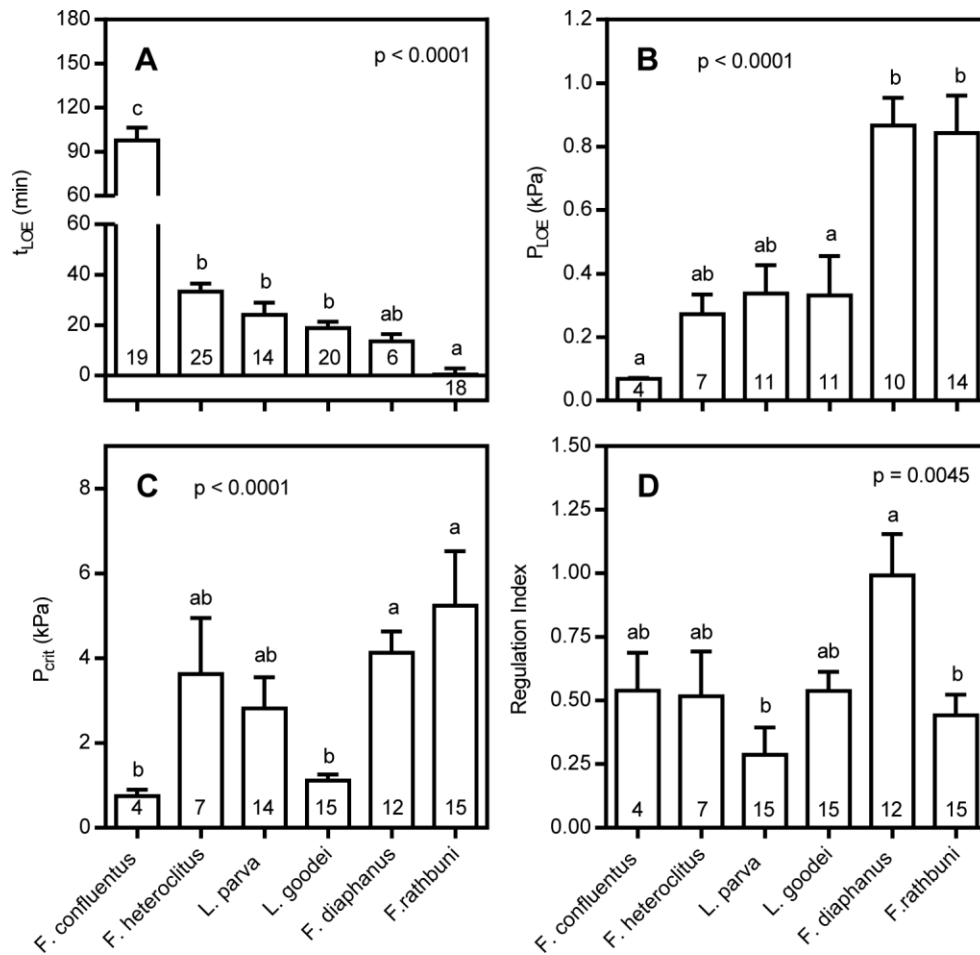 A
p < 0.0001
tLOE (min)
180
150
120
90
60
60
40
20
0
c
b
b
b
ab
a
19
25
14
20
6
18
B
p < 0.0001
PLOE (kPa)
1.2
1.0
0.8
0.6
0.4
0.2
0.0
a
ab
ab
a
b
b
4
7
11
11
10
14
C
p < 0.0001
Pcrit (kPa)
8
6
4
2
0
b
ab
ab
b
a
a
4
7
14
15
12
15
F. confluentus
F. heteroclitus
L. parva
L. goodei
F. diaphanus
F.rathbuni
D
p = 0.0045
Regulation Index
1.50
1.25
1.00
0.75
0.50
0.25
0.00
ab
ab
b
ab
a
b
4
7
15
15
12
15
F. confluentus
F. heteroclitus
L. parva
L. goodei
F. diaphanus
F.rathbuni